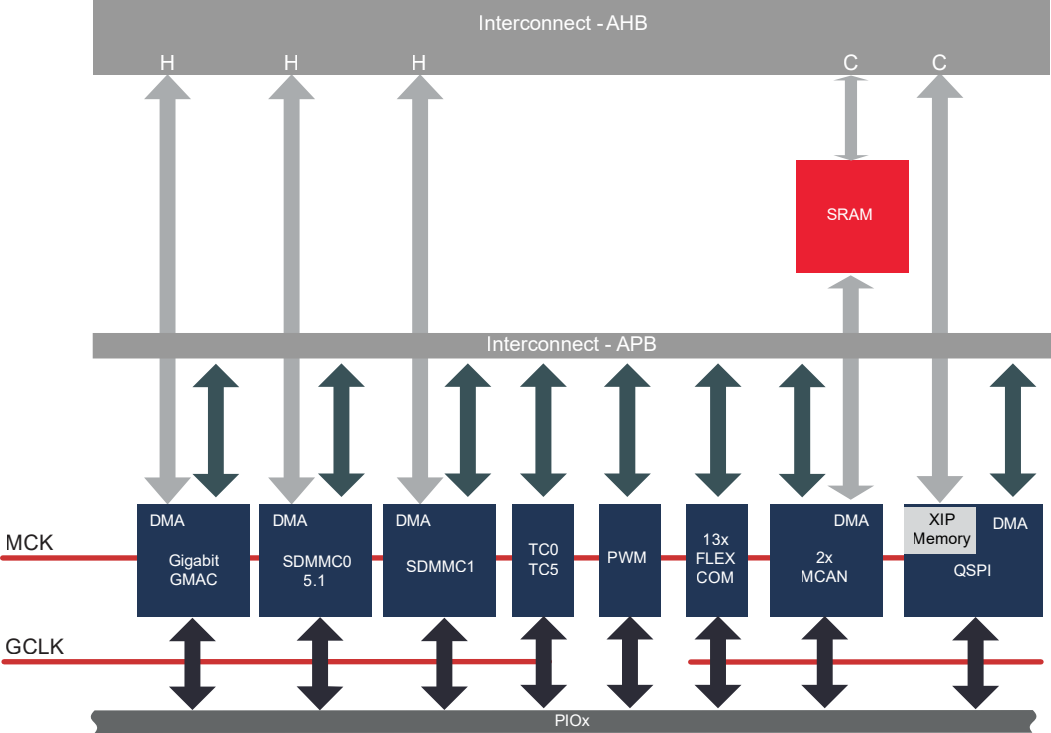 Interconnect - AHB
H
H
H
C
C
SRAM
Interconnect - APB
MCK
DMA
Gigabit
GMAC
DMA
SDMMC0
5.1
DMA
SDMMC1
TC0
TC5
PWM
13x
FLEX
COM
DMA
2x
MCAN
XIP
Memory
DMA
QSPI
GCLK
PIOx